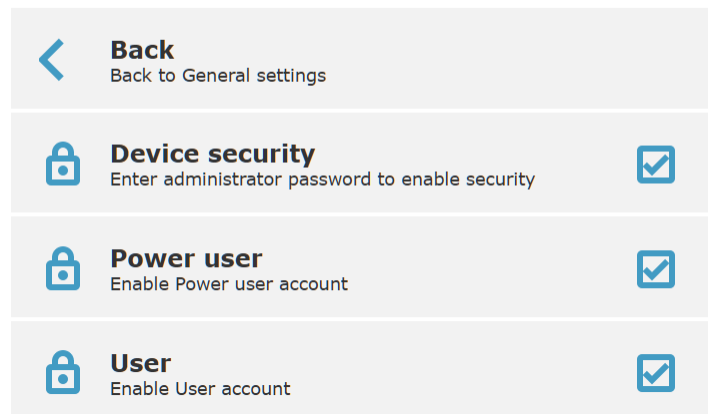 Back
Back to General settings
Device security
Enter administrator password to enable security
Power user
Enable Power user account
User
Enable User account